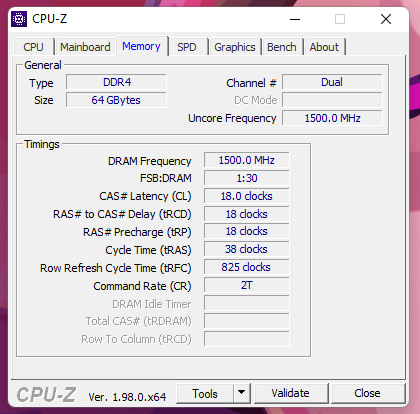 CPU-Z
CPU Mainboard Memory SPD Graphics Bench About
General
Type DDR4 Channel # Dual
Size 64 GBytes DC Mode
Uncore Frequency 1500.0 MHz
Timings
DRAM Frequency 1500.0 MHz
FSB:DRAM 1:30
CAS# Latency (CL) 18.0 clocks
RAS# to CAS# Delay (tRCD) 18 clocks
RAS# Precharge (tRP) 18 clocks
Cycle Time (tRAS) 38 clocks
Row Refresh Cycle Time (tRFC) 825 clocks
Command Rate (CR) 2T
DRAM Idle Timer
Total CAS# (tRDRAM)
Row To Column (tRCD)
CPU-Z Ver. 1.98.0.x64 Tools Validate Close